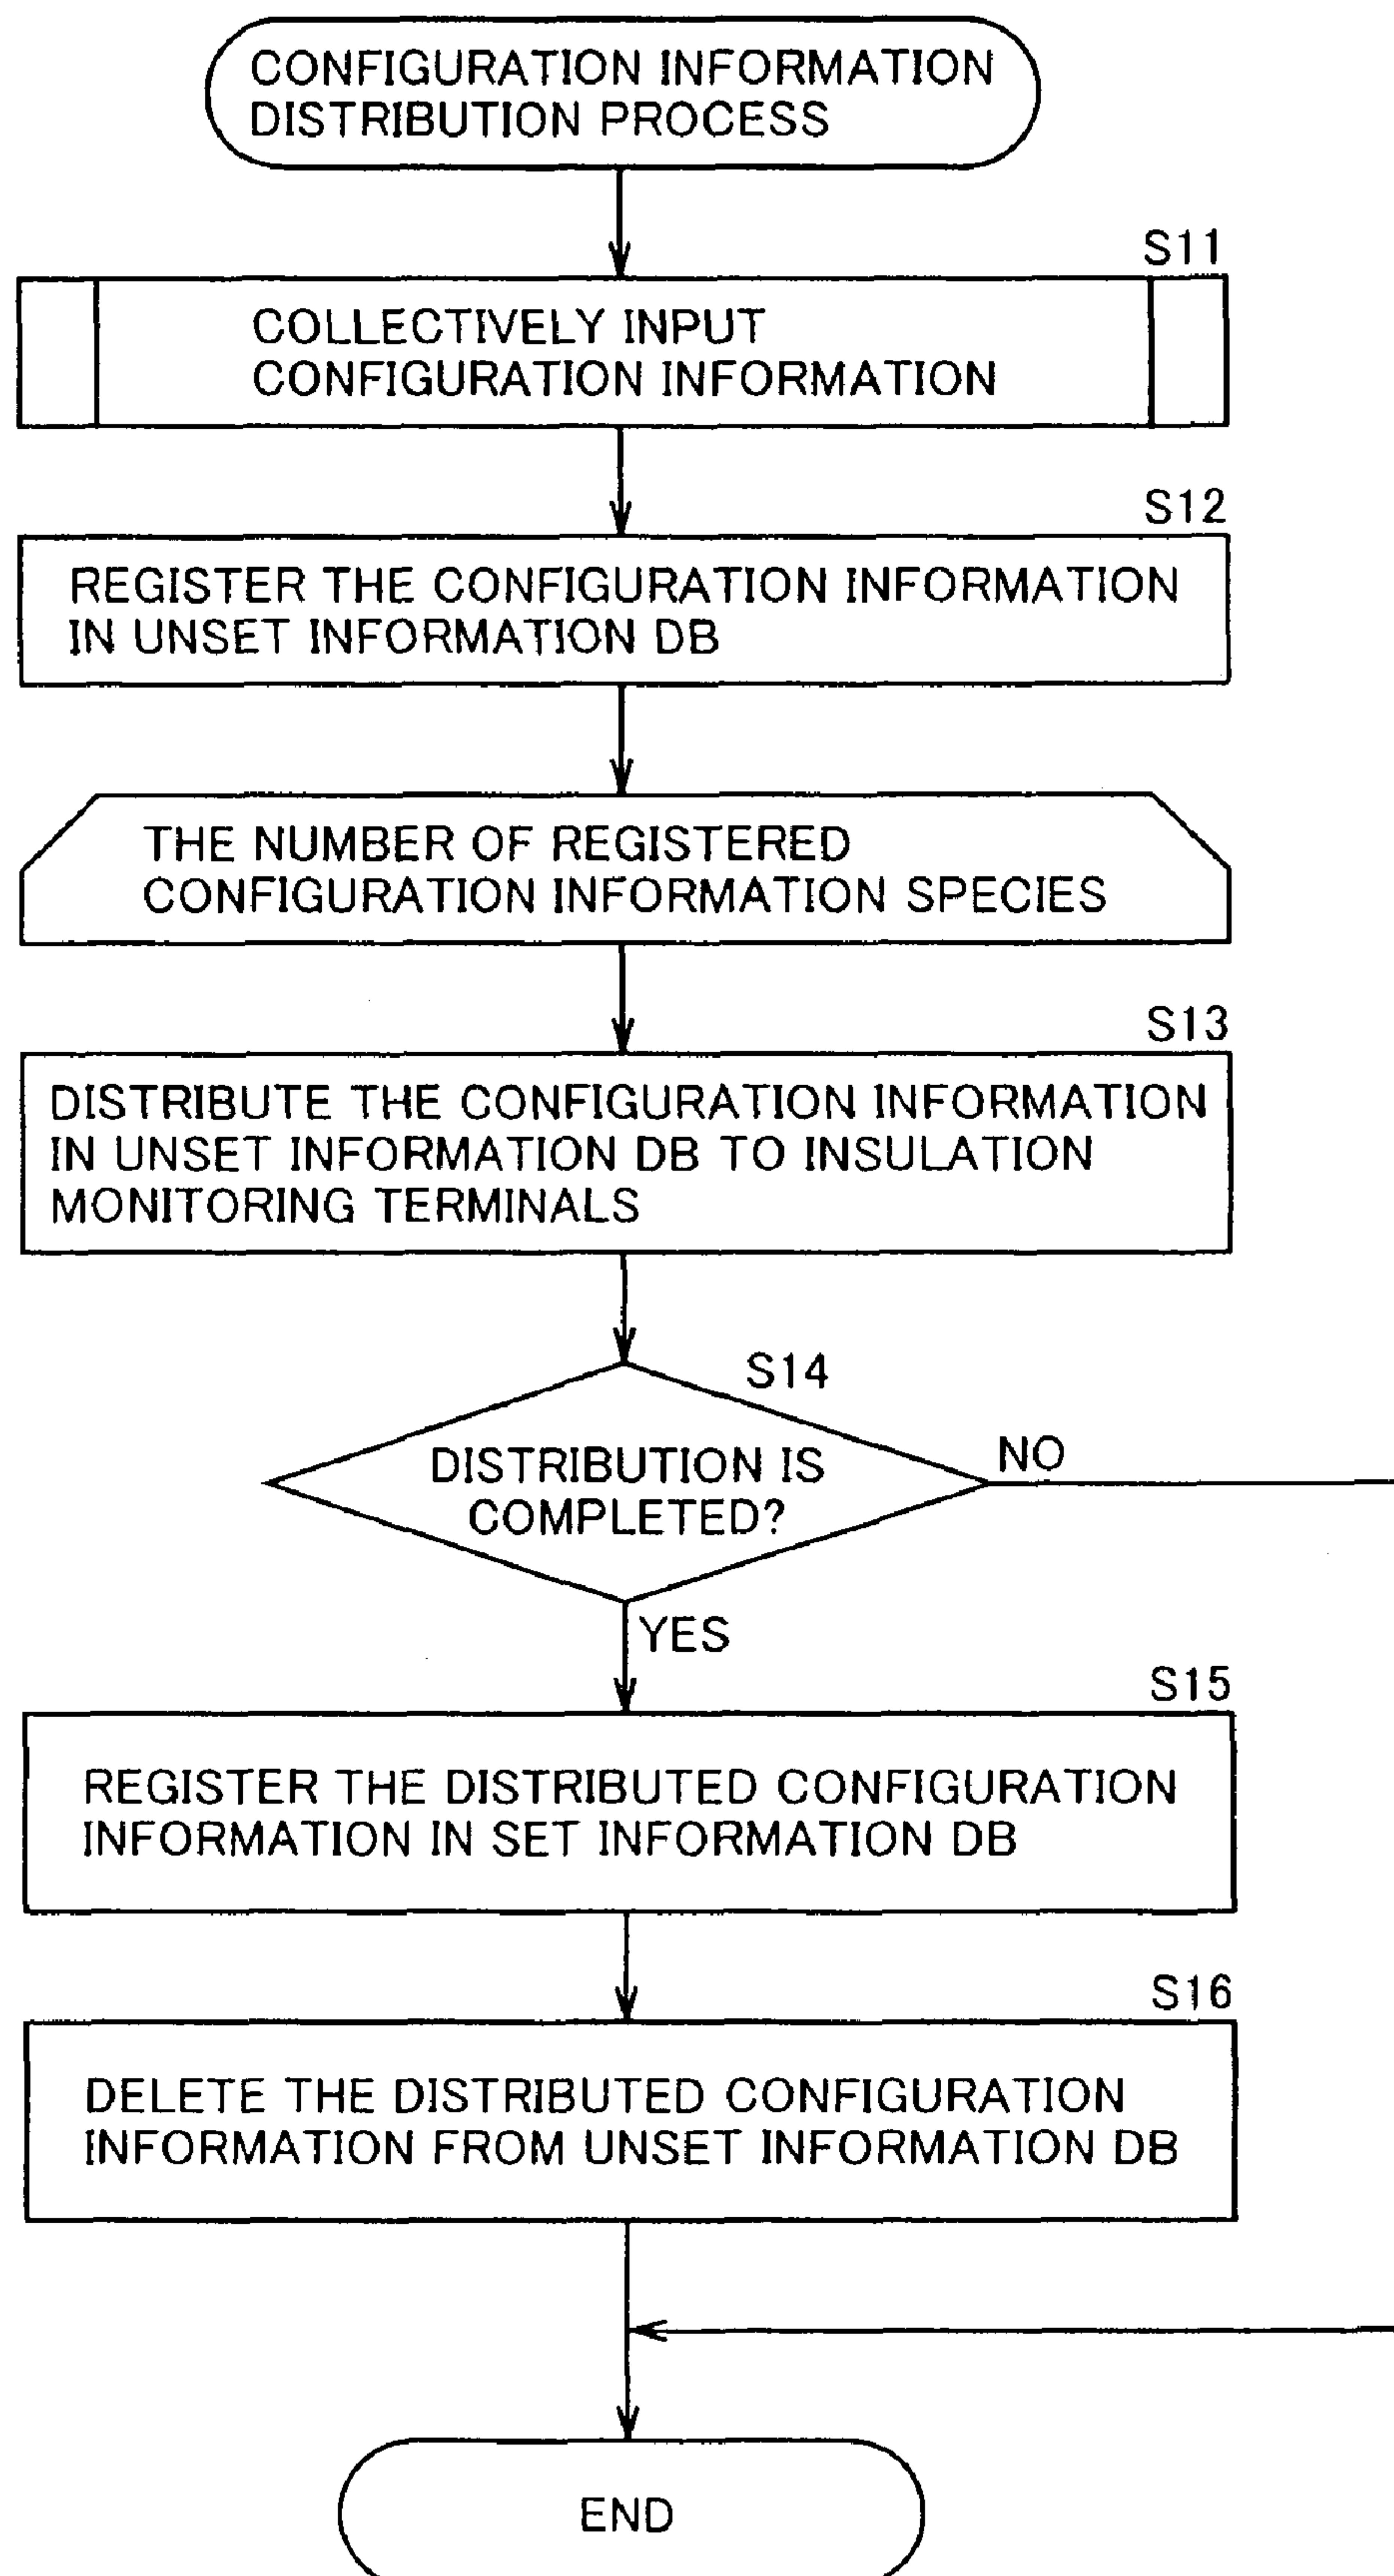 CONFIGURATION INFORMATION
DISTRIBUTION PROCESS
S11
COLLECTIVELY INPUT
CONFIGURATION INFORMATION
S12
REGISTER THE CONFIGURATION INFORMATION
IN UNSET INFORMATION DB
THE NUMBER OF REGISTERED
CONFIGURATION INFORMATION SPECIES
S13
DISTRIBUTE THE CONFIGURATION INFORMATION
IN UNSET INFORMATION DB TO INSULATION
MONITORING TERMINALS
S14
DISTRIBUTION IS
COMPLETED?
NO
YES
S15
REGISTER THE DISTRIBUTED CONFIGURATION
INFORMATION IN SET INFORMATION DB
S16
DELETE THE DISTRIBUTED CONFIGURATION
INFORMATION FROM UNSET INFORMATION DB
END